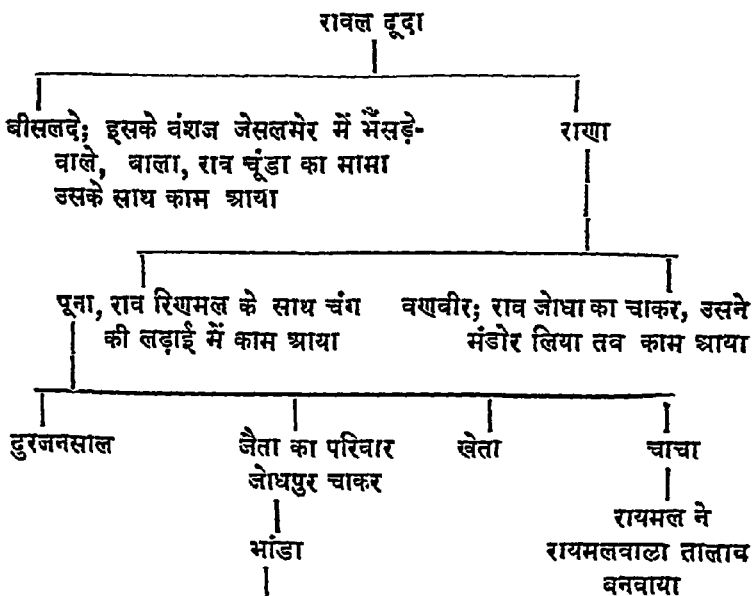 रावल दूदा
बीसलदे; इसके वंशज जेसलमेर में भैंसड़े-
वाले, वाला, राव चूंडा का मामा
उसके साथ काम आया
राणा
पूना, राव रिणमल के साथ चंग
की लड़ाई में काम आया
वणवीर; राव जोधा का चाकर, उसने
मंडोर लिया तव काम आया
दुरजनसाल
जैता का परिवार
जोधपुर चाकर
खेता
चाचा
भांडा
रायमल ने
रायमलवाला तालाव
बनवाया